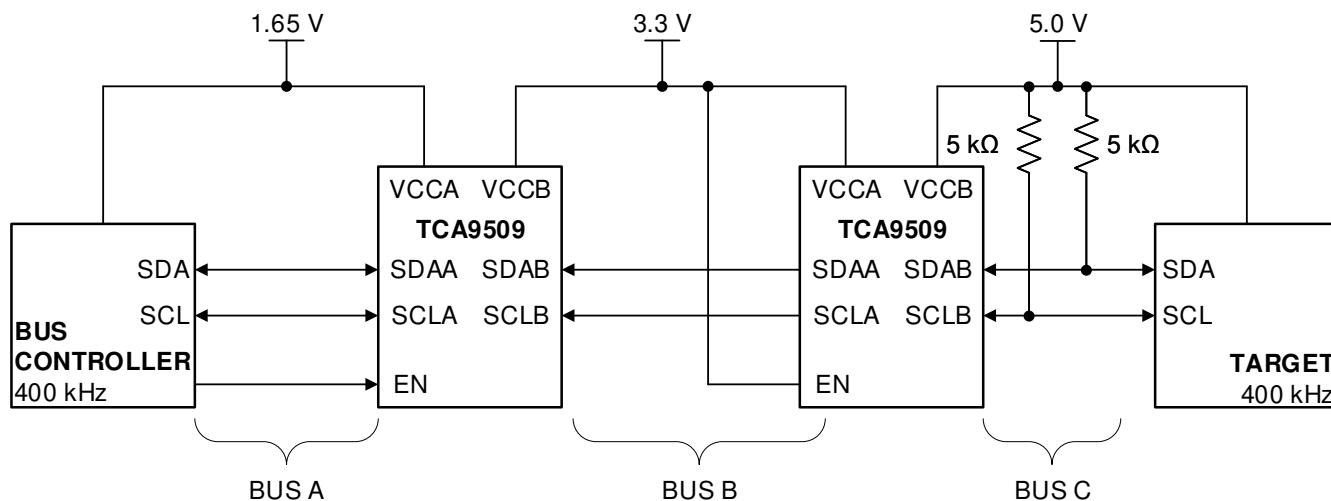 1.65 V
3.3 V
5.0 V
5 kΩ
5 kΩ
VCCA VCCB
TCA9509
SDAA SDAB
SCLA SCLB
EN
VCCA VCCB
TCA9509
SDAA SDAB
SCLA SCLB
EN
SDA
SCL
BUS
CONTROLLER
400 kHz
SDA
SCL
TARGET
400 kHz
BUS A
BUS B
BUS C